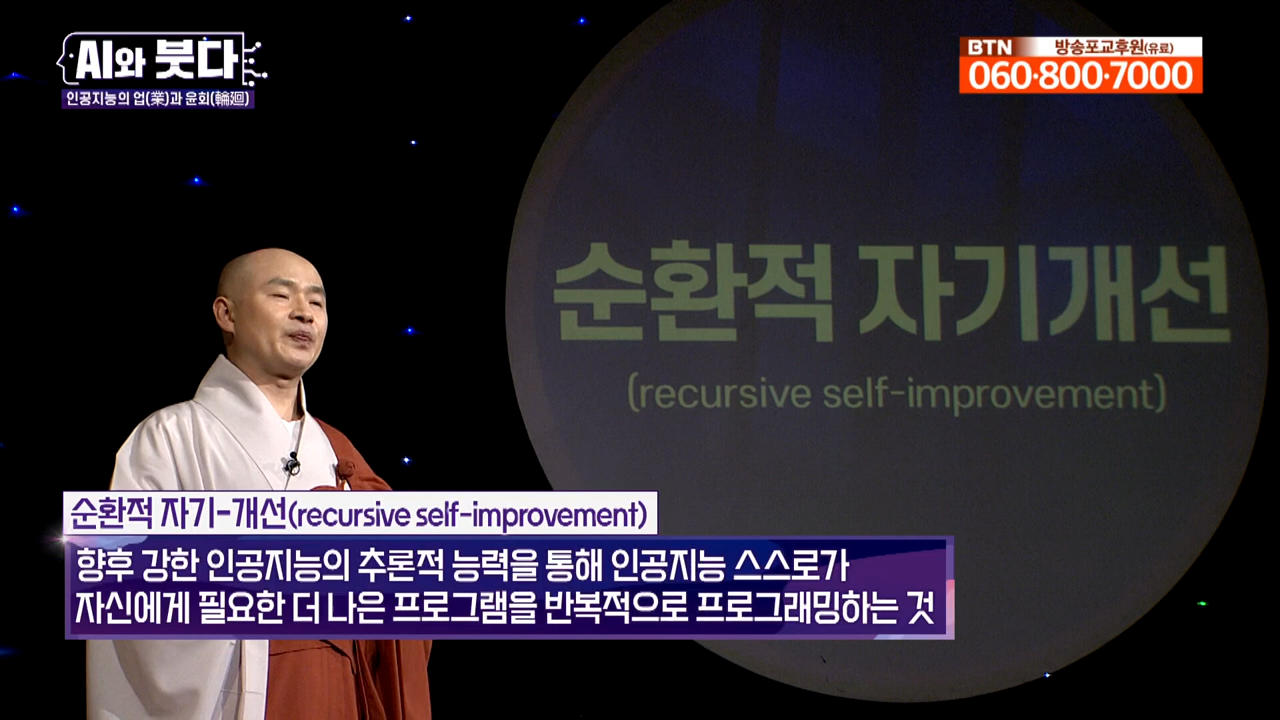 AI와 붓다
인공지능의 업(業)과 윤회(輪廻)
BTN 방송포교후원(유료)
060·800·7000
순환적 자기개선
(recursive self-improvement)
순환적 자기-개선(recursive self-improvement)
향후 강한 인공지능의 추론적 능력을 통해 인공지능 스스로가
자신에게 필요한 더 나은 프로그램을 반복적으로 프로그래밍하는 것